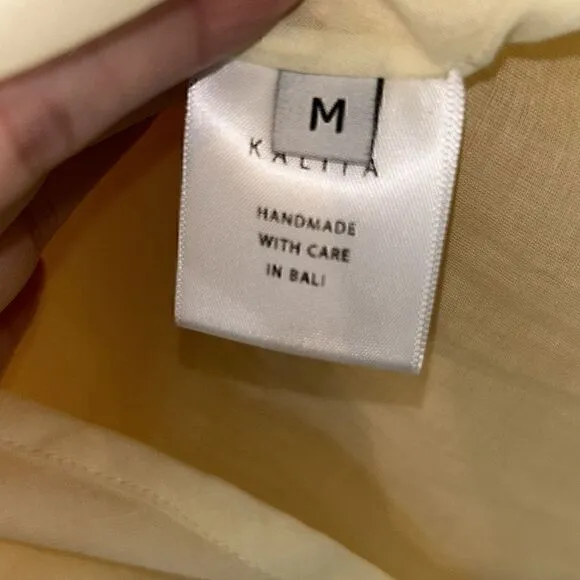 M
KALITA
HANDMADE
WITH CARE
IN BALI